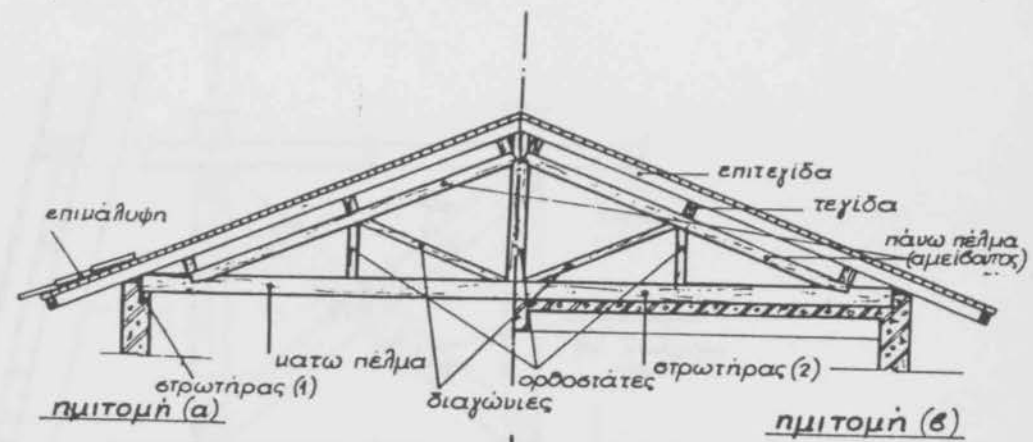 επιτεγίδα
τεγίδα
επικάλυψη
πάνω πέλμα
(αμείβοντας)
κατω πέλμα
στρωτήρας (1)
ορθοστάτες
στρωτήρας (2)
διαγώνιες
ημιτομή (α)
ημιτομή (β)